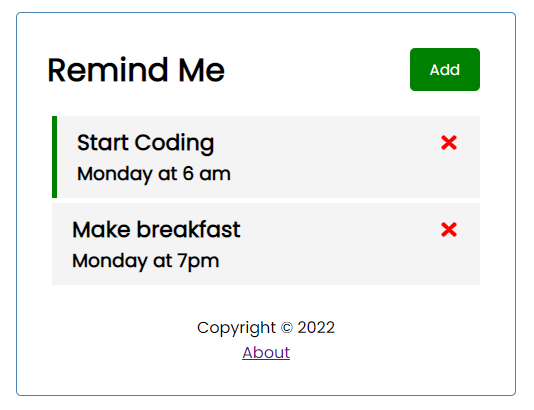 Remind Me
Add
Start Coding
Monday at 6 am
Make breakfast
Monday at 7pm
Copyright © 2022
About